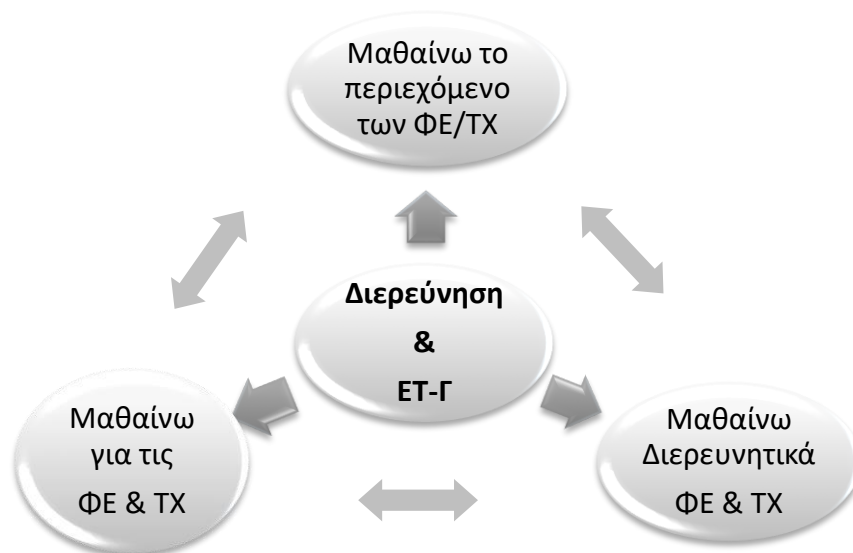 Μαθαίνω το
περιεχόμενο
των ΦΕ/ΤΧ
Διερεύνηση
&
ΕΤ-Γ
Μαθαίνω
για τις
ΦΕ & ΤΧ
Μαθαίνω
Διερευνητικά
ΦΕ & ΤΧ